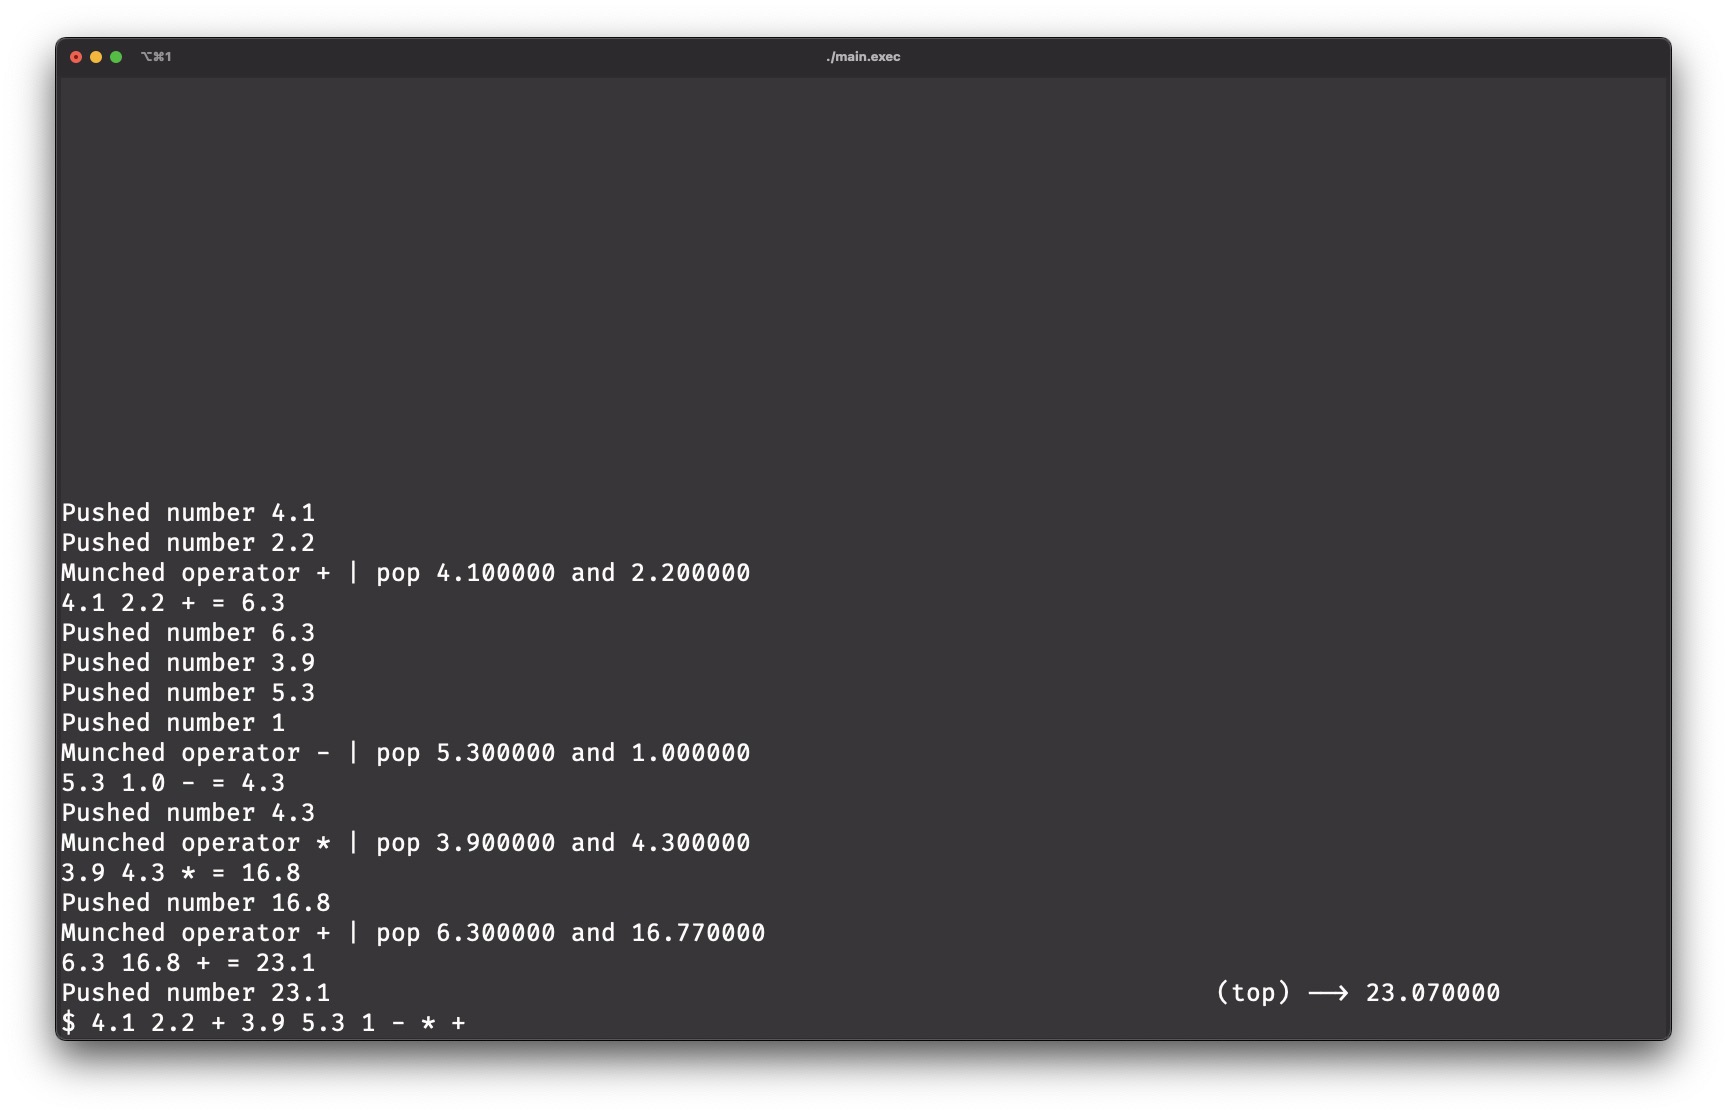 ⌥⌘1
./main.exec
Pushed number 4.1
Pushed number 2.2
Munched operator + | pop 4.100000 and 2.200000
4.1 2.2 + = 6.3
Pushed number 6.3
Pushed number 3.9
Pushed number 5.3
Pushed number 1
Munched operator - | pop 5.300000 and 1.000000
5.3 1.0 - = 4.3
Pushed number 4.3
Munched operator * | pop 3.900000 and 4.300000
3.9 4.3 * = 16.8
Pushed number 16.8
Munched operator + | pop 6.300000 and 16.770000
6.3 16.8 + = 23.1
Pushed number 23.1
(top) ⟶ 23.070000
$ 4.1 2.2 + 3.9 5.3 1 - * +